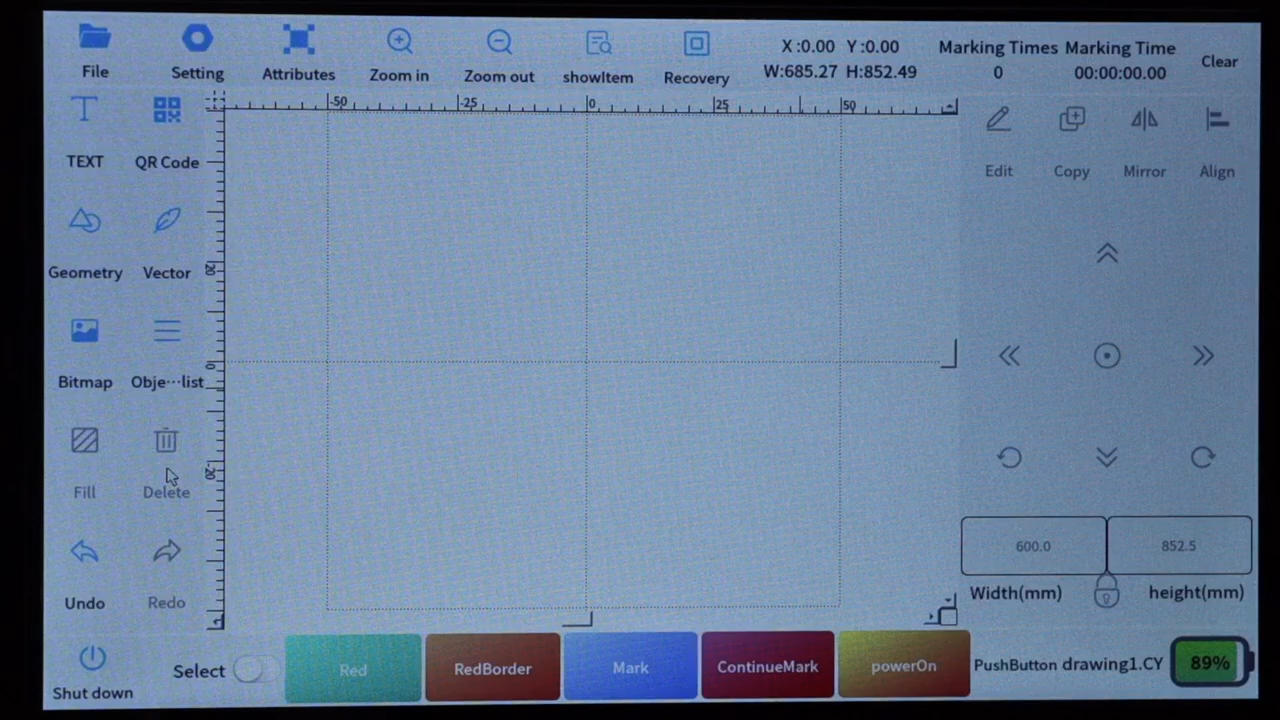 File
Setting
Attributes
Zoom in
Zoom out
showItem
Recovery
X :0.00 Y :0.00
W:685.27 H:852.49
Marking Times Marking Time
0 00:00:00.00
Clear
-50 -25 0 25 50
TEXT QR Code
Edit Copy Mirror Align
Geometry Vector
20
Bitmap Obje···list
0
Fill Delete
-20
600.0 852.5
Width(mm) height(mm)
Undo Redo
Shut down
Select
Red
RedBorder
Mark
ContinueMark
powerOn
PushButton drawing1.CY
89%